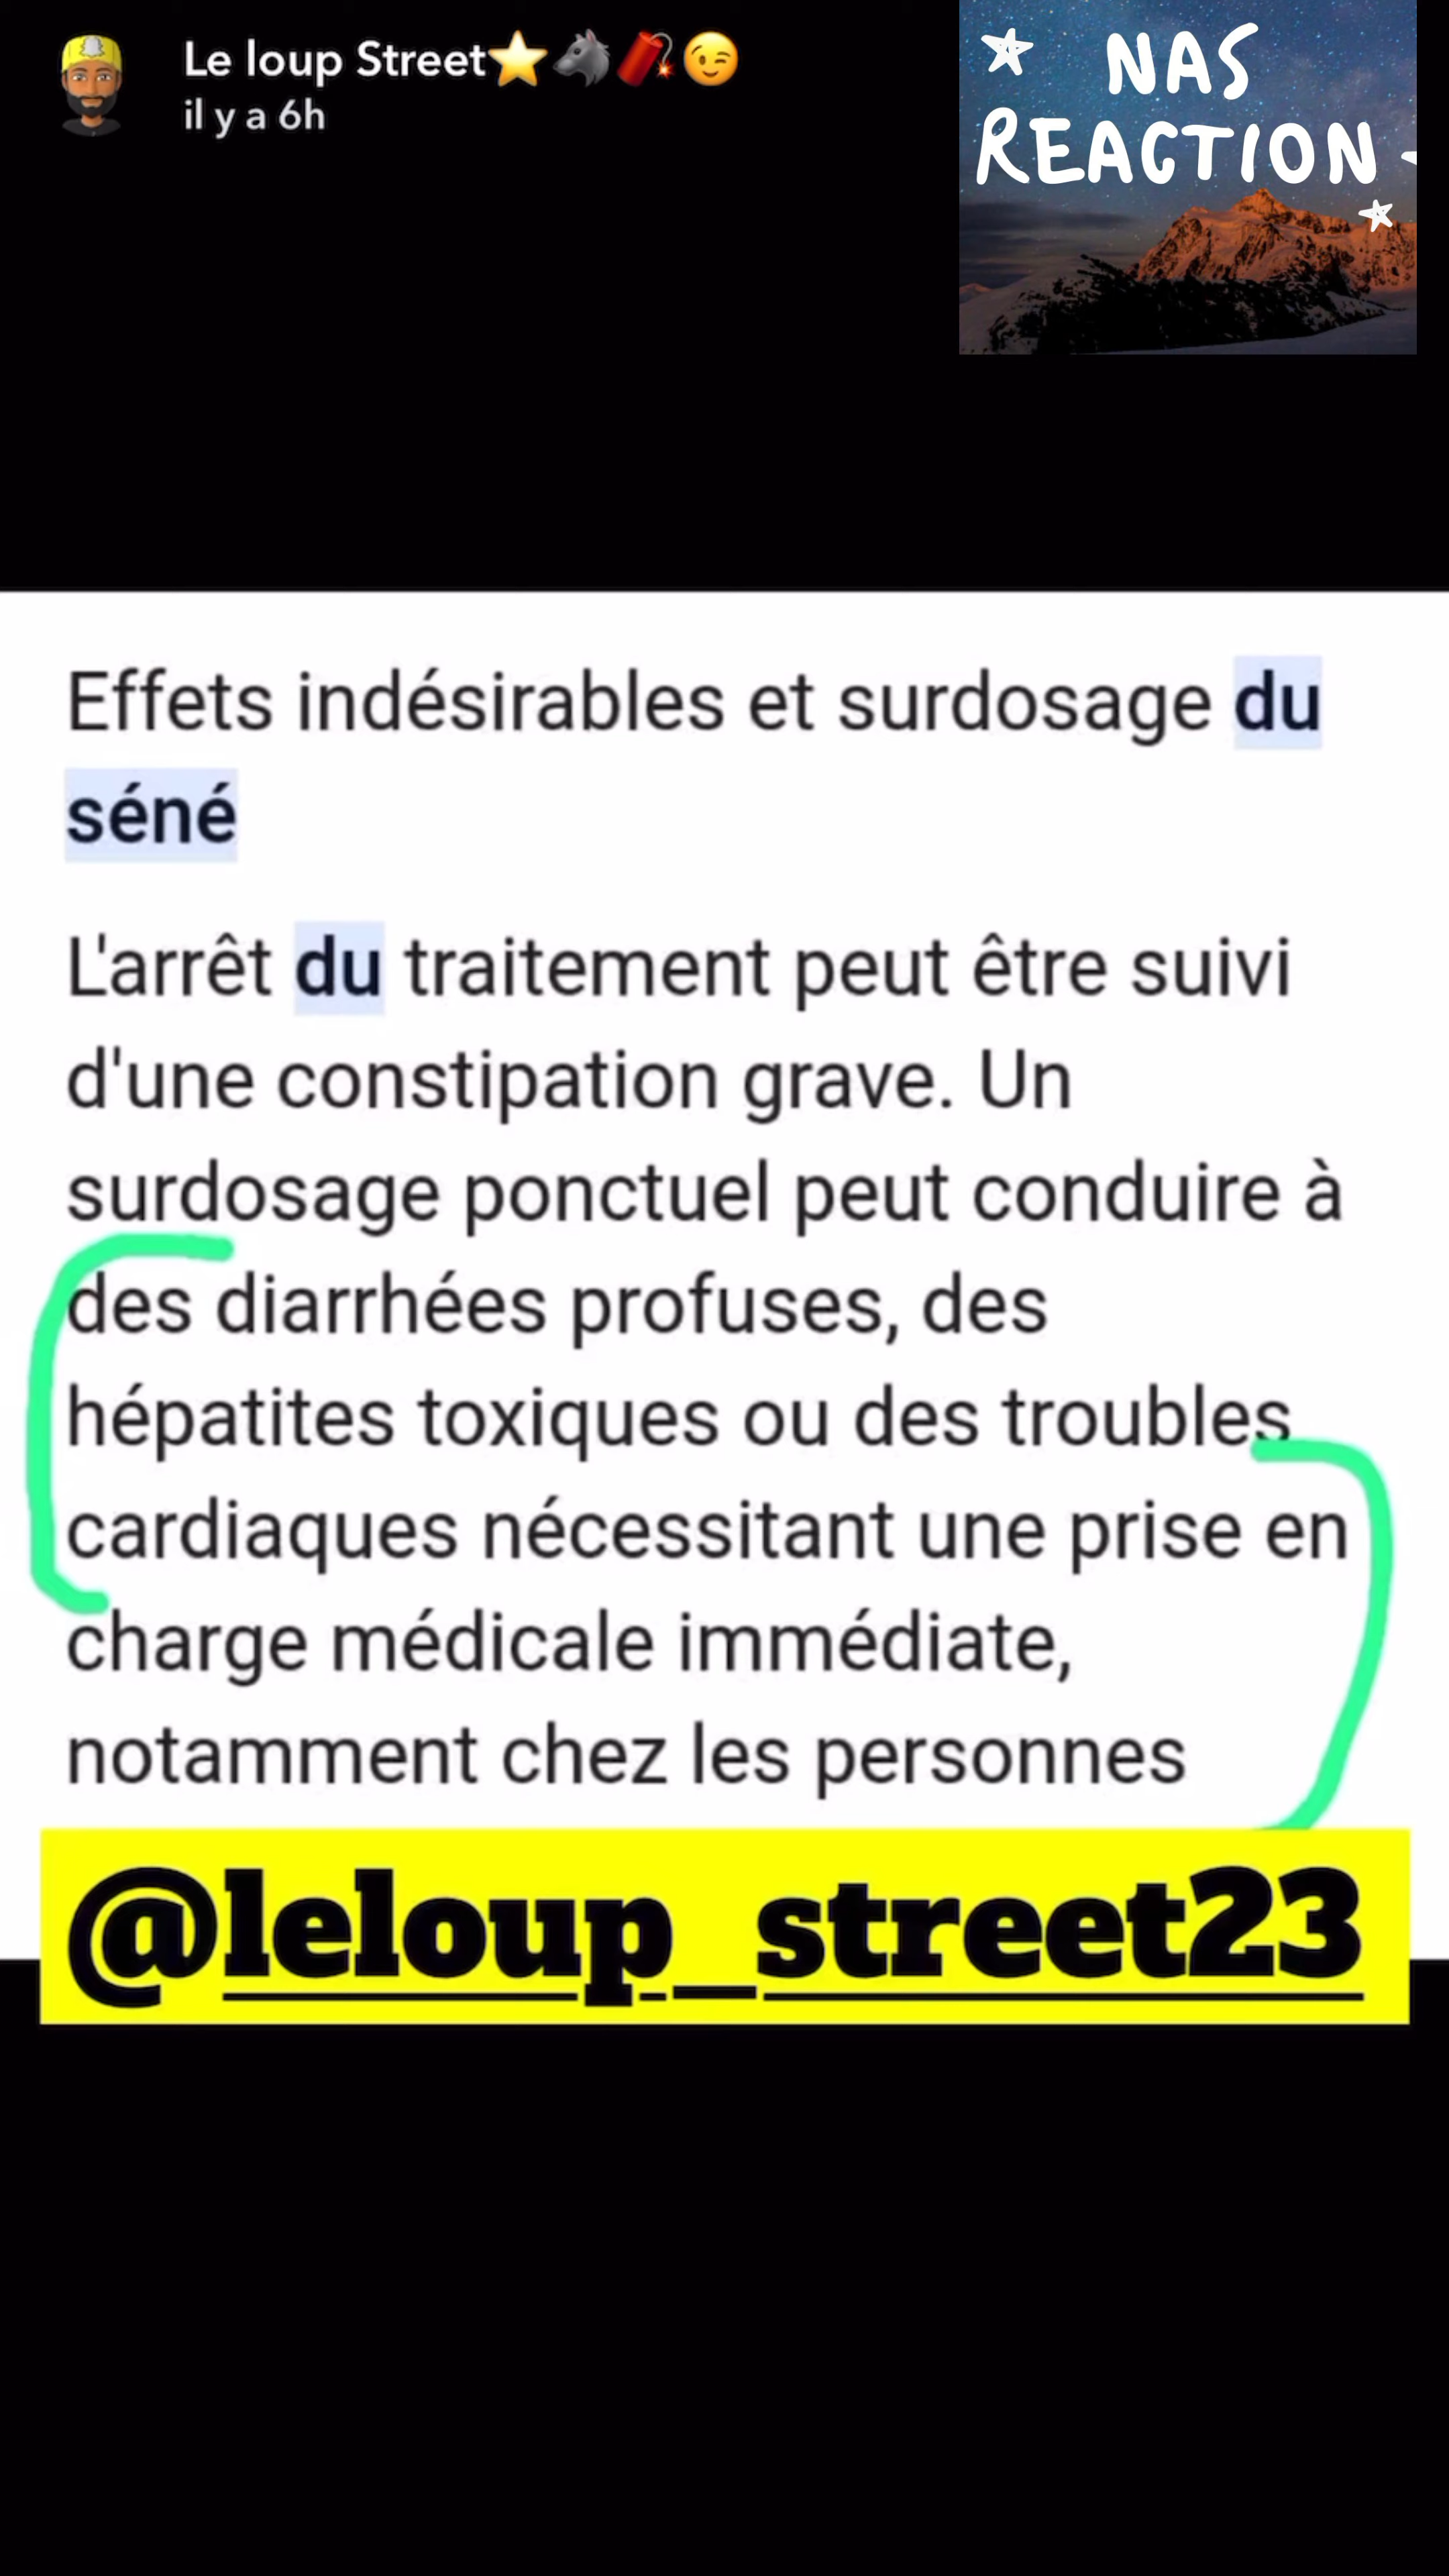 Le loup Street⭐🐺🧨😉
il y a 6h
NAS
REACTION
Effets indésirables et surdosage du
séné
L'arrêt du traitement peut être suivi
d'une constipation grave. Un
surdosage ponctuel peut conduire à
des diarrhées profuses, des
hépatites toxiques ou des troubles
cardiaques nécessitant une prise en
charge médicale immédiate,
notamment chez les personnes
@leloup_street23